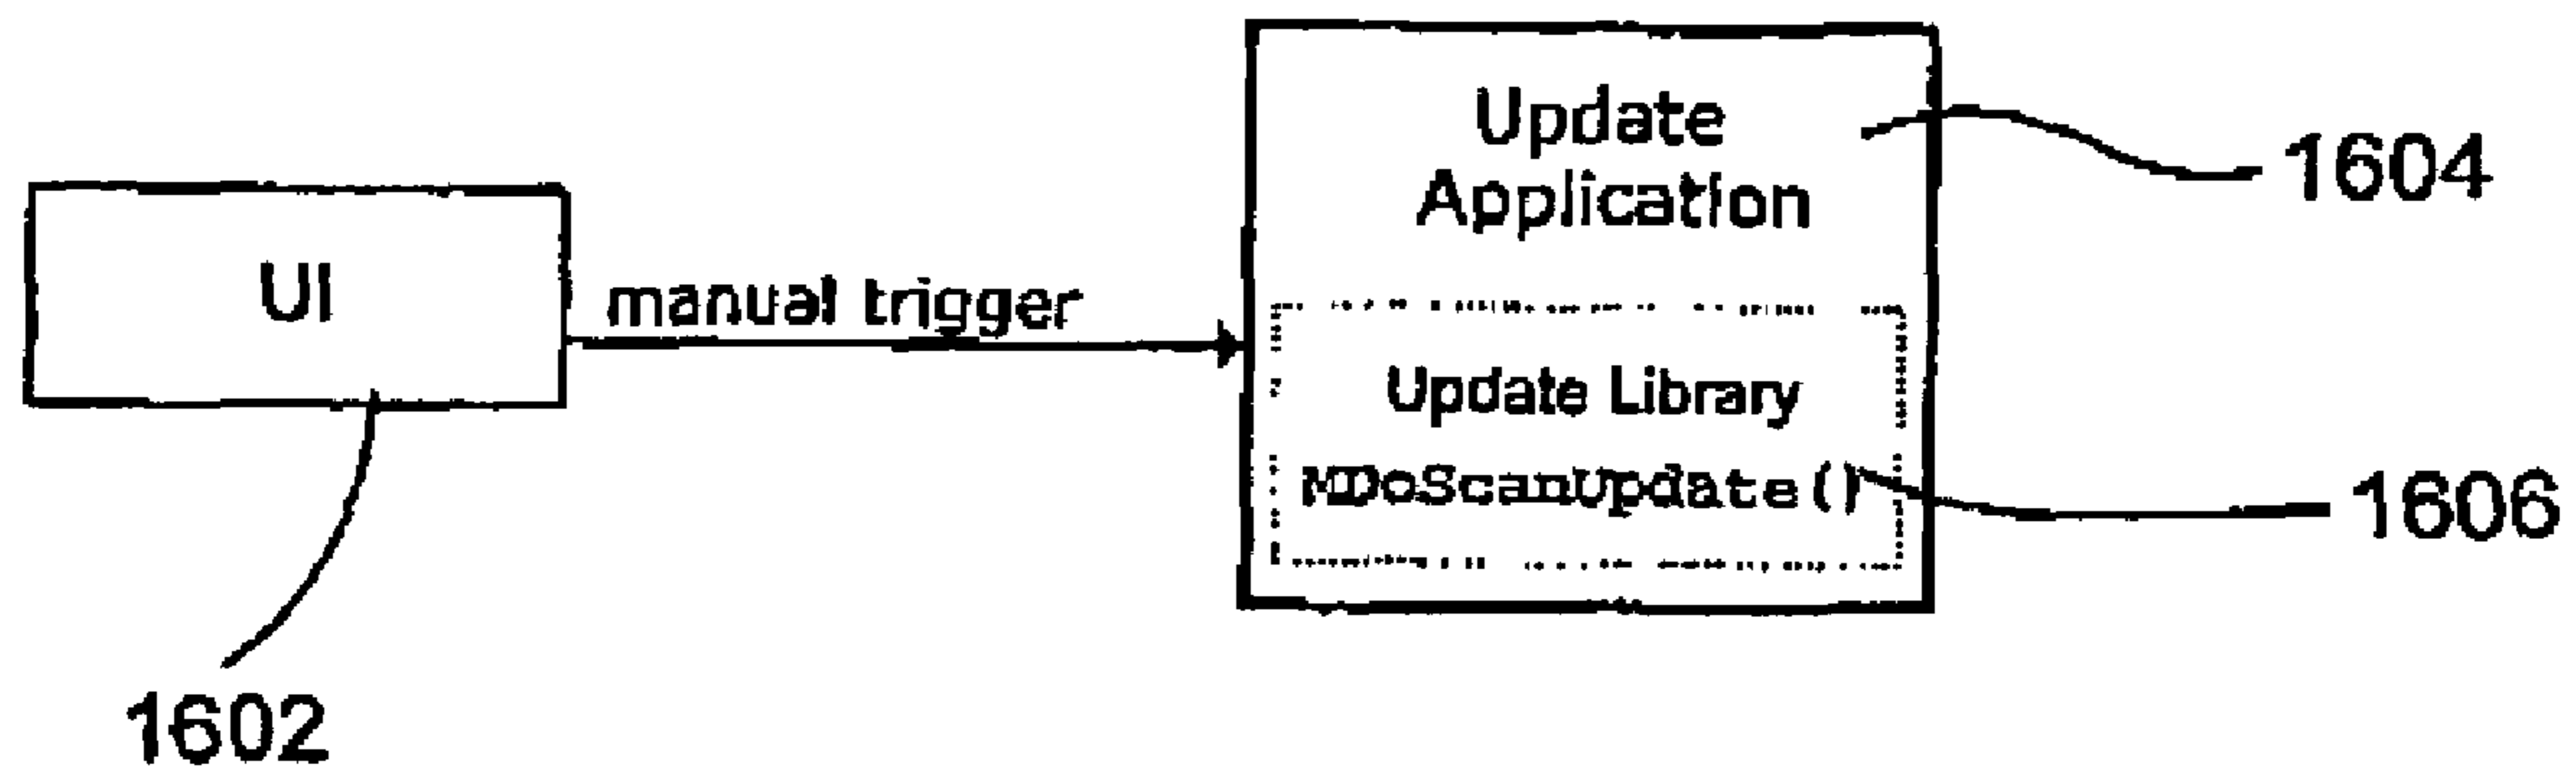 Update
Application
1604
UI
manual trigger
Update Library
MDoScanUpdate()
1606
1602